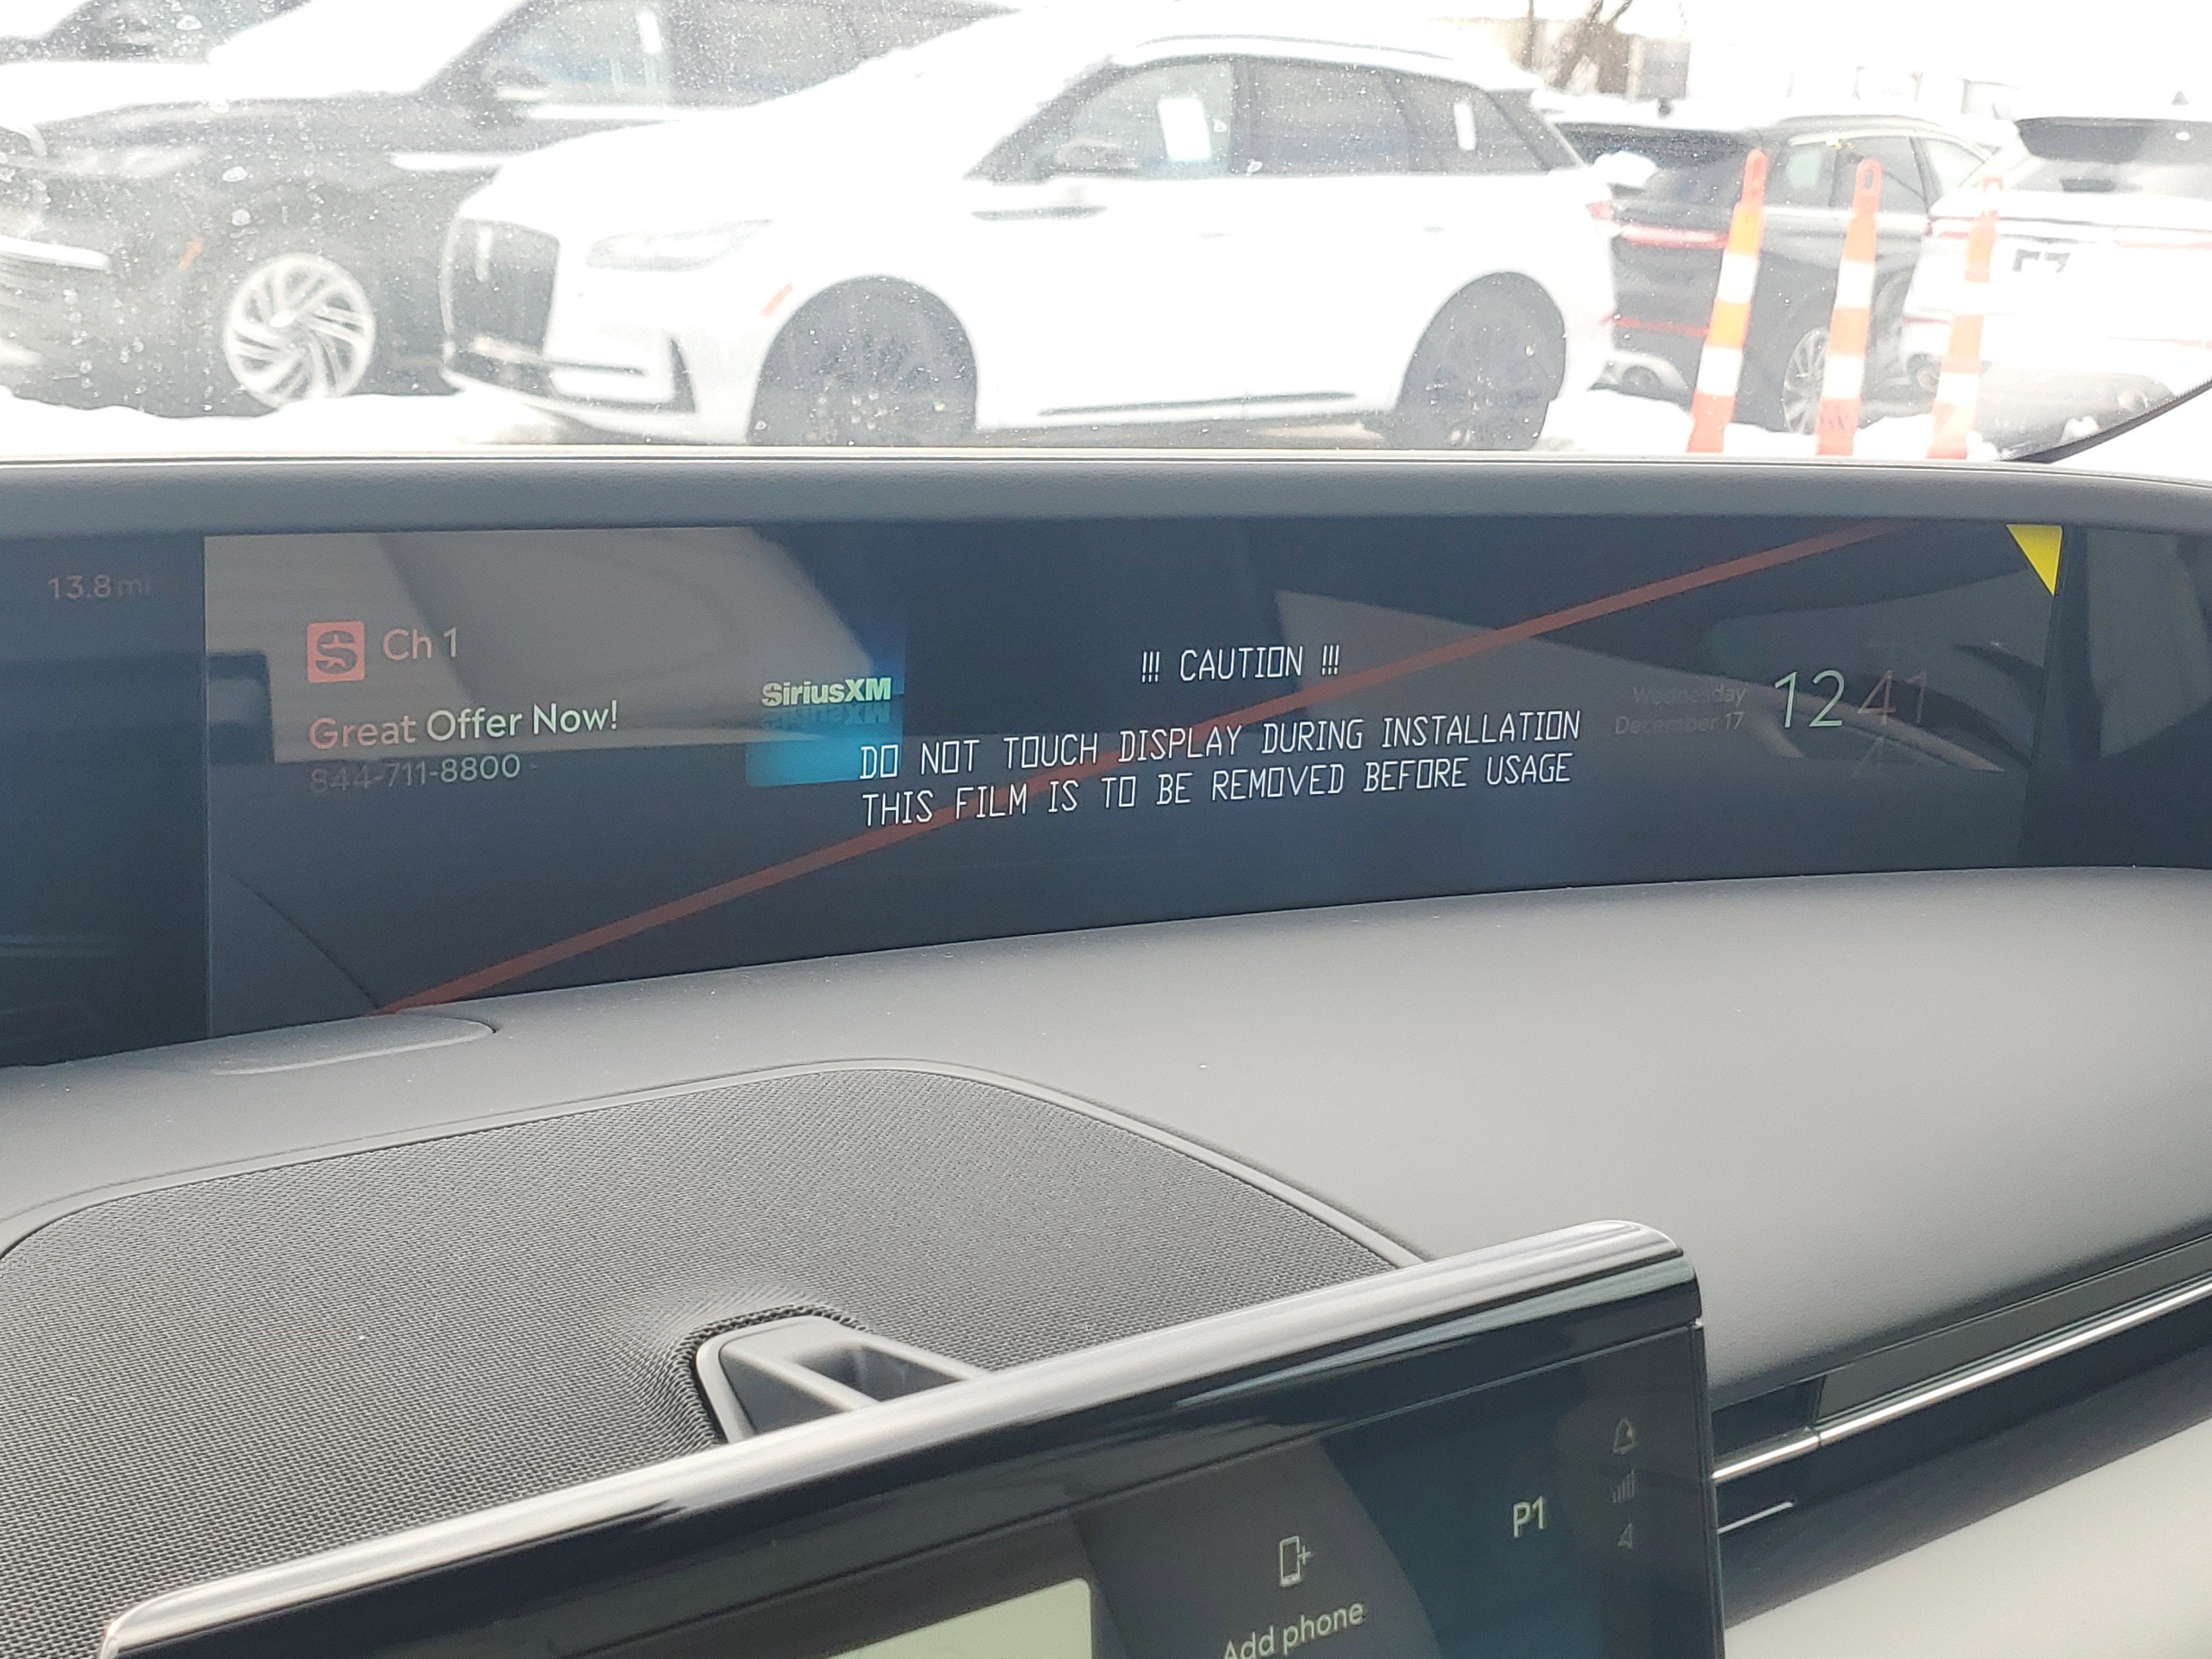 13.8 mi
Ch 1
Great Offer Now!
844-711-8800
SiriusXM
!!! CAUTION !!!
DO NOT TOUCH DISPLAY DURING INSTALLATION
THIS FILM IS TO BE REMOVED BEFORE USAGE
Wednesday
December 17
12 41
P1
Add phone